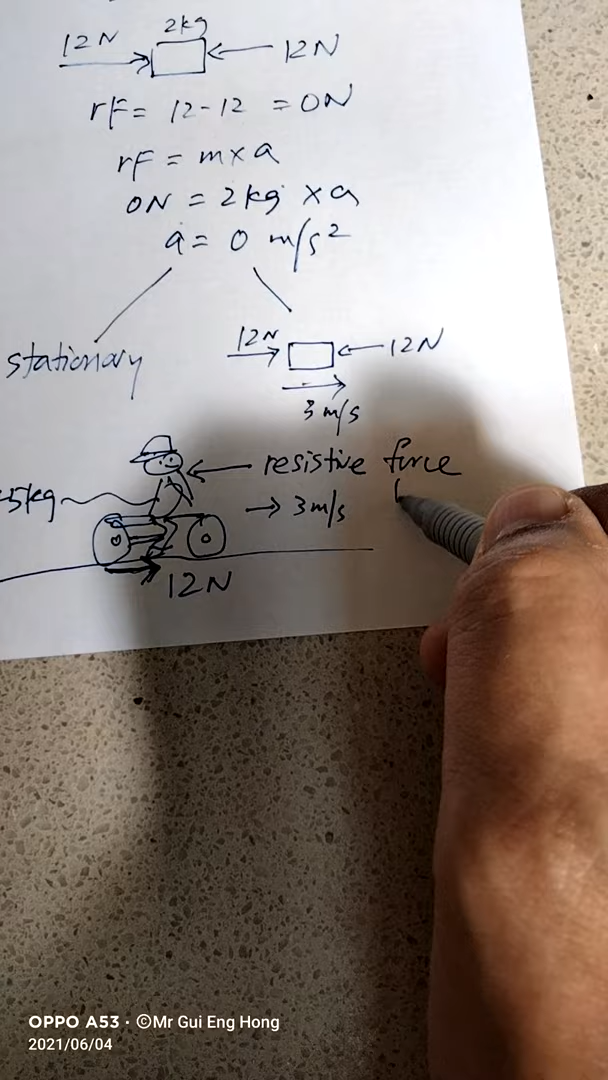 2kg
12N 12N
rF = 12-12 = 0N
rF = m×a
0N = 2kg × a
a = 0 m/s²
stationary
12N 12N
3 m/s
resistive force
5kg
→ 3m/s
12N
OPPO A53 · ©Mr Gui Eng Hong
2021/06/04